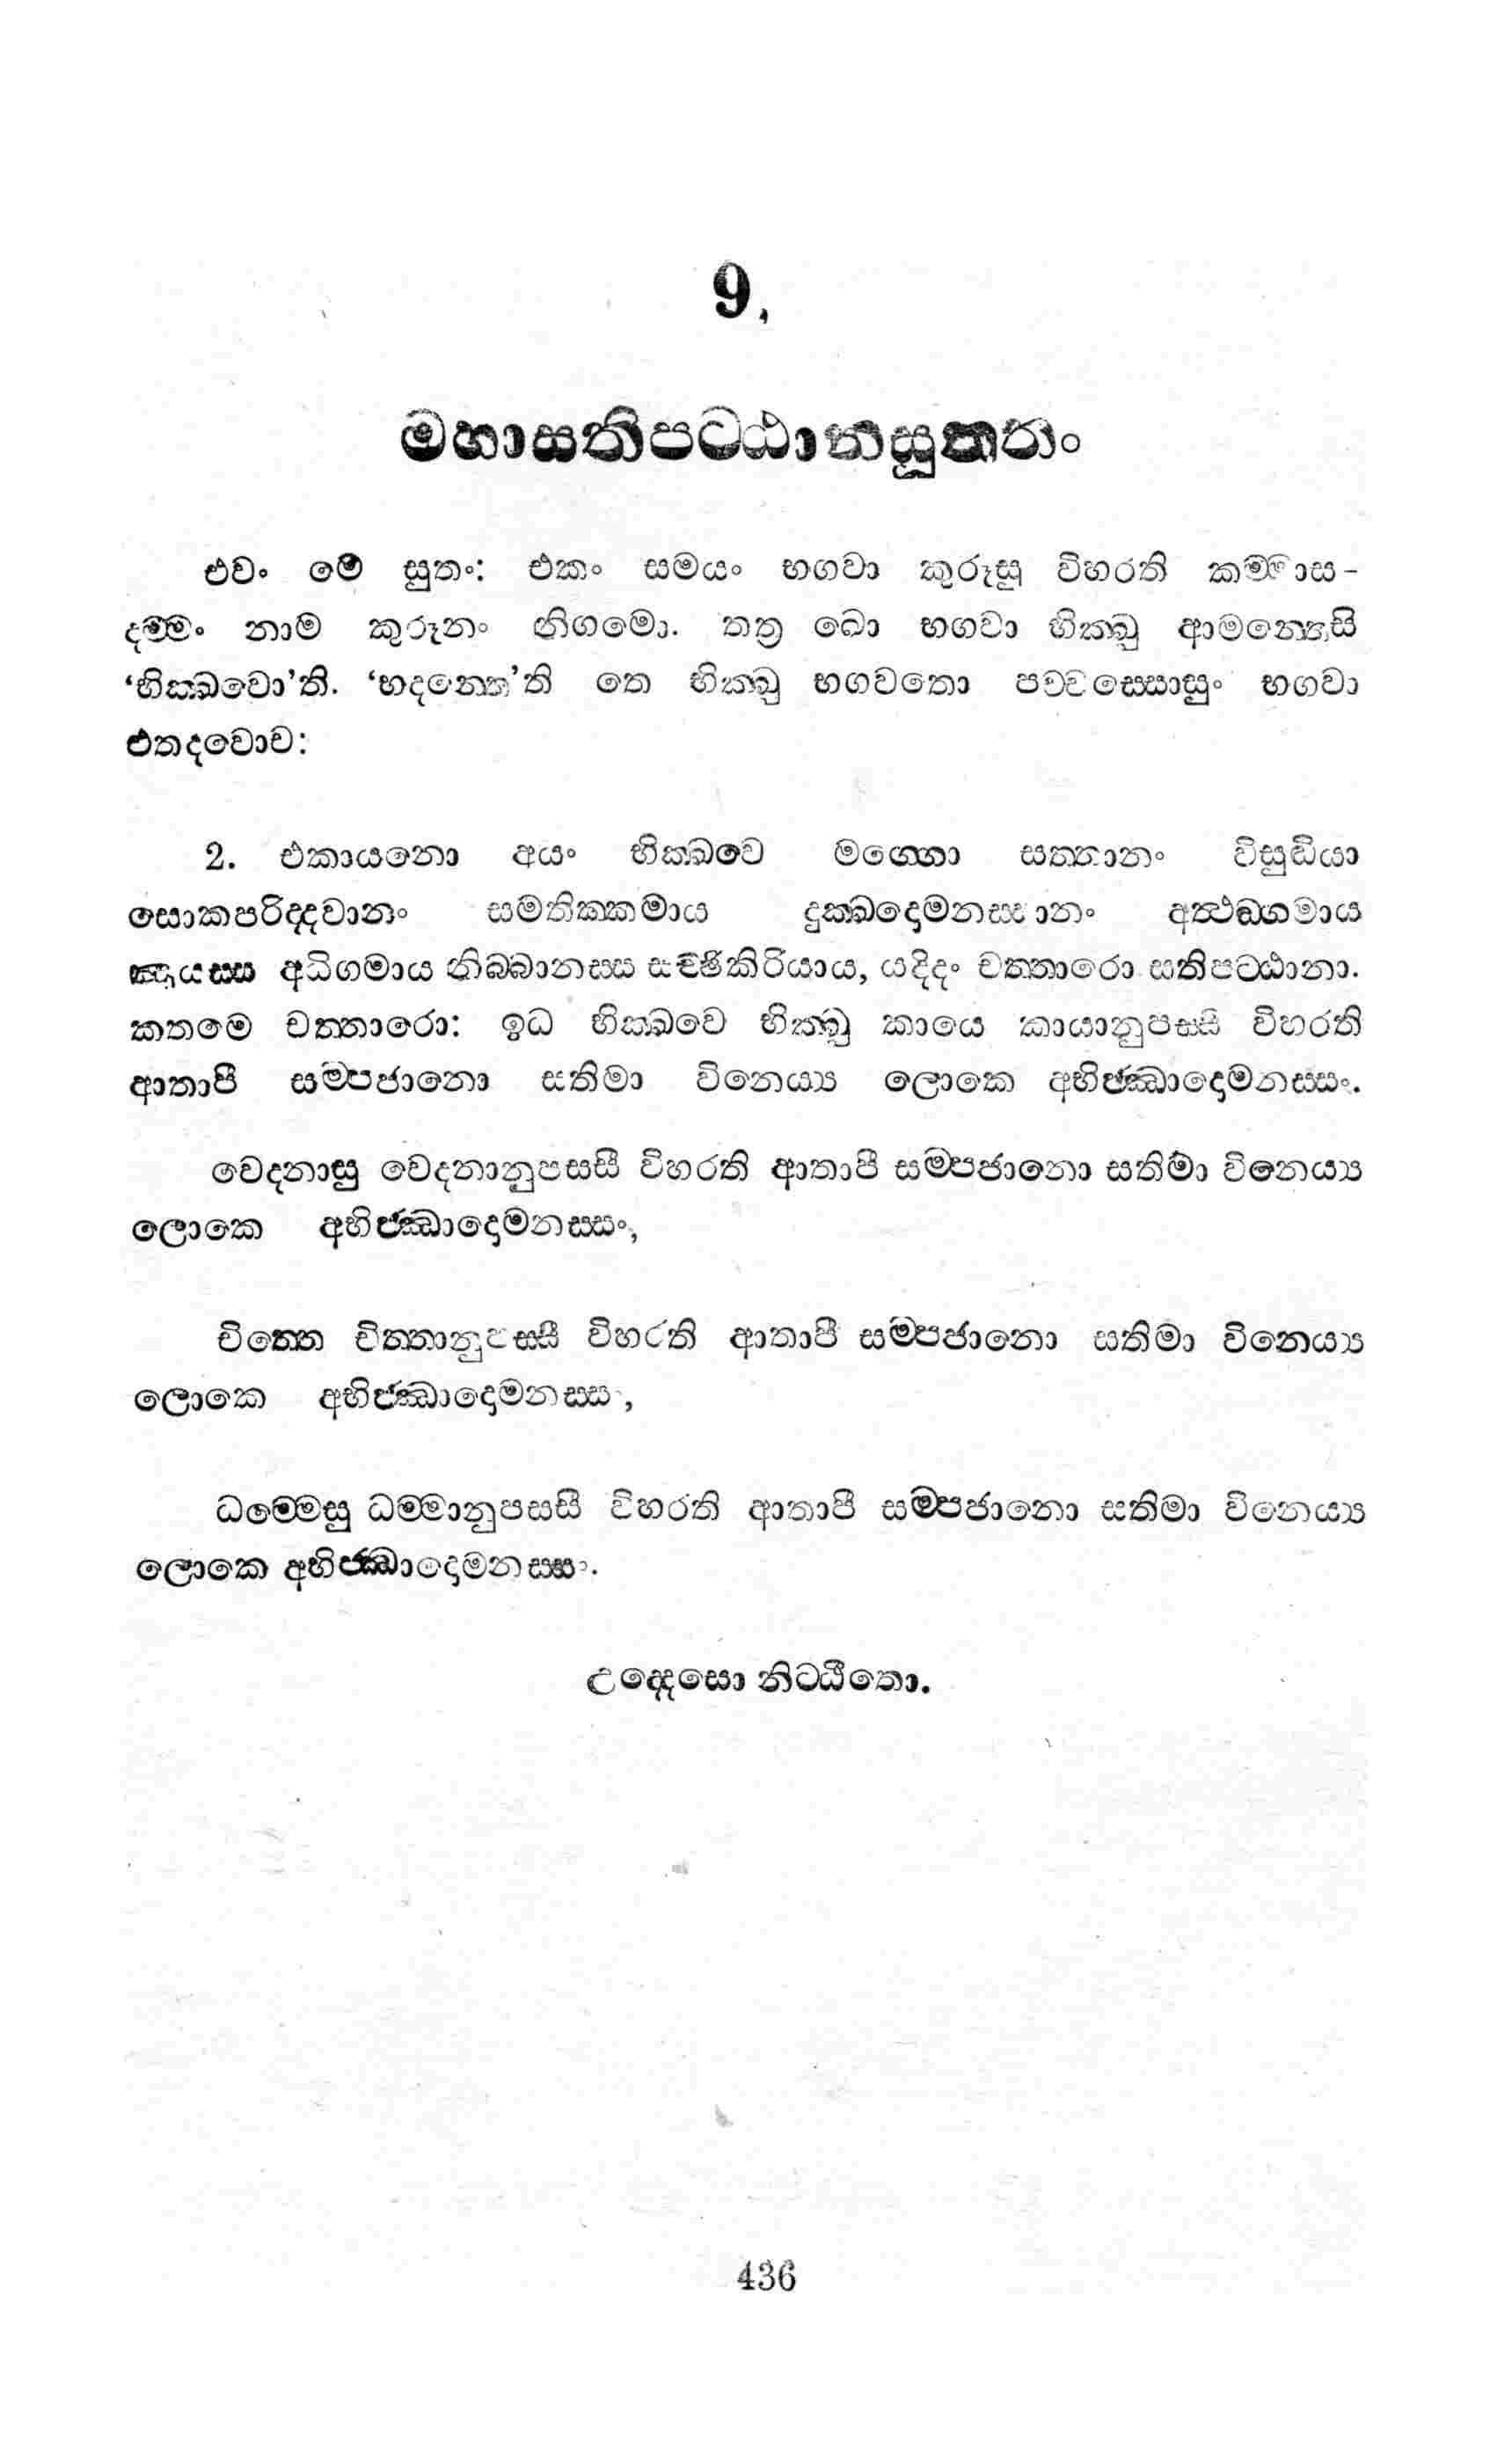 9.
මහාසතිපට්ඨානසුත්තං
එවං මෙ සුතං: එකං සමයං භගවා කුරූසු විහරති කම්මාස-
දම්මං නාම කුරූනං නිගමො. තත්‍ර ඛො භගවා භික්ඛු ආමන්තෙසි
‘භික්ඛවො’ති. ‘භදන්තෙ’ති තෙ භික්ඛු භගවතො පච්චස්සොසුං භගවා
එතදවොච:
2. එකායනො අයං භික්ඛවෙ මග්ගො සත්තානං විසුද්ධියා
සොකපරිද්දවානං සමතික්කමාය දුක්ඛදොමනස්සානං අත්ථඞ්ගමාය
ඤායස්ස අධිගමාය නිබ්බානස්ස සච්ඡිකිරියාය, යදිදං චත්තාරො සතිපට්ඨානා.
කතමෙ චත්තාරො: ඉධ භික්ඛවෙ භික්ඛු කායෙ කායානුපස්සී විහරති
ආතාපී සම්පජානො සතිමා විනෙය්‍ය ලොකෙ අභිජ්ඣාදොමනස්සං.
වෙදනාසු වෙදනානුපස්සී විහරති ආතාපී සම්පජානො සතිමා විනෙය්‍ය
ලොකෙ අභිජ්ඣාදොමනස්සං,
චිත්තෙ චිත්තානුපස්සී විහරති ආතාපී සම්පජානො සතිමා විනෙය්‍ය
ලොකෙ අභිජ්ඣාදොමනස්සං,
ධම්මෙසු ධම්මානුපස්සී විහරති ආතාපී සම්පජානො සතිමා විනෙය්‍ය
ලොකෙ අභිජ්ඣාදොමනස්සං.
උද්දෙසො නිට්ඨීතො.
436